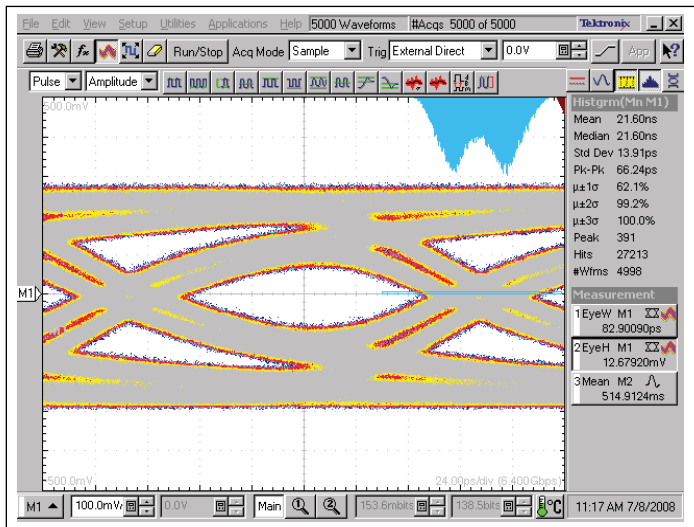 File Edit View Setup Utilities Applications Help 5000 Waveforms #Acqs 5000 of 5000 Tektronix
Run/Stop Acq Mode Sample Trig External Direct 0.0V App
Pulse Amplitude
500.0mV
Histgrm(Mn M1)
Mean 21.60ns
Median 21.60ns
Std Dev 13.91ps
Pk-Pk 66.24ps
µ±1σ 62.1%
µ±2σ 99.2%
µ±3σ 100.0%
Peak 391
Hits 27213
#Wfms 4998
M1
Measurement
1 EyeW M1
82.90090ps
2 EyeH M1
12.67920mV
3 Mean M2
514.9124ms
-500.0mV
24.00ps/div (6.400Gbps)
M1 100.0mV/ 0.0V Main 1 2 153.6mbits 138.5bits °C 11:17 AM 7/8/2008